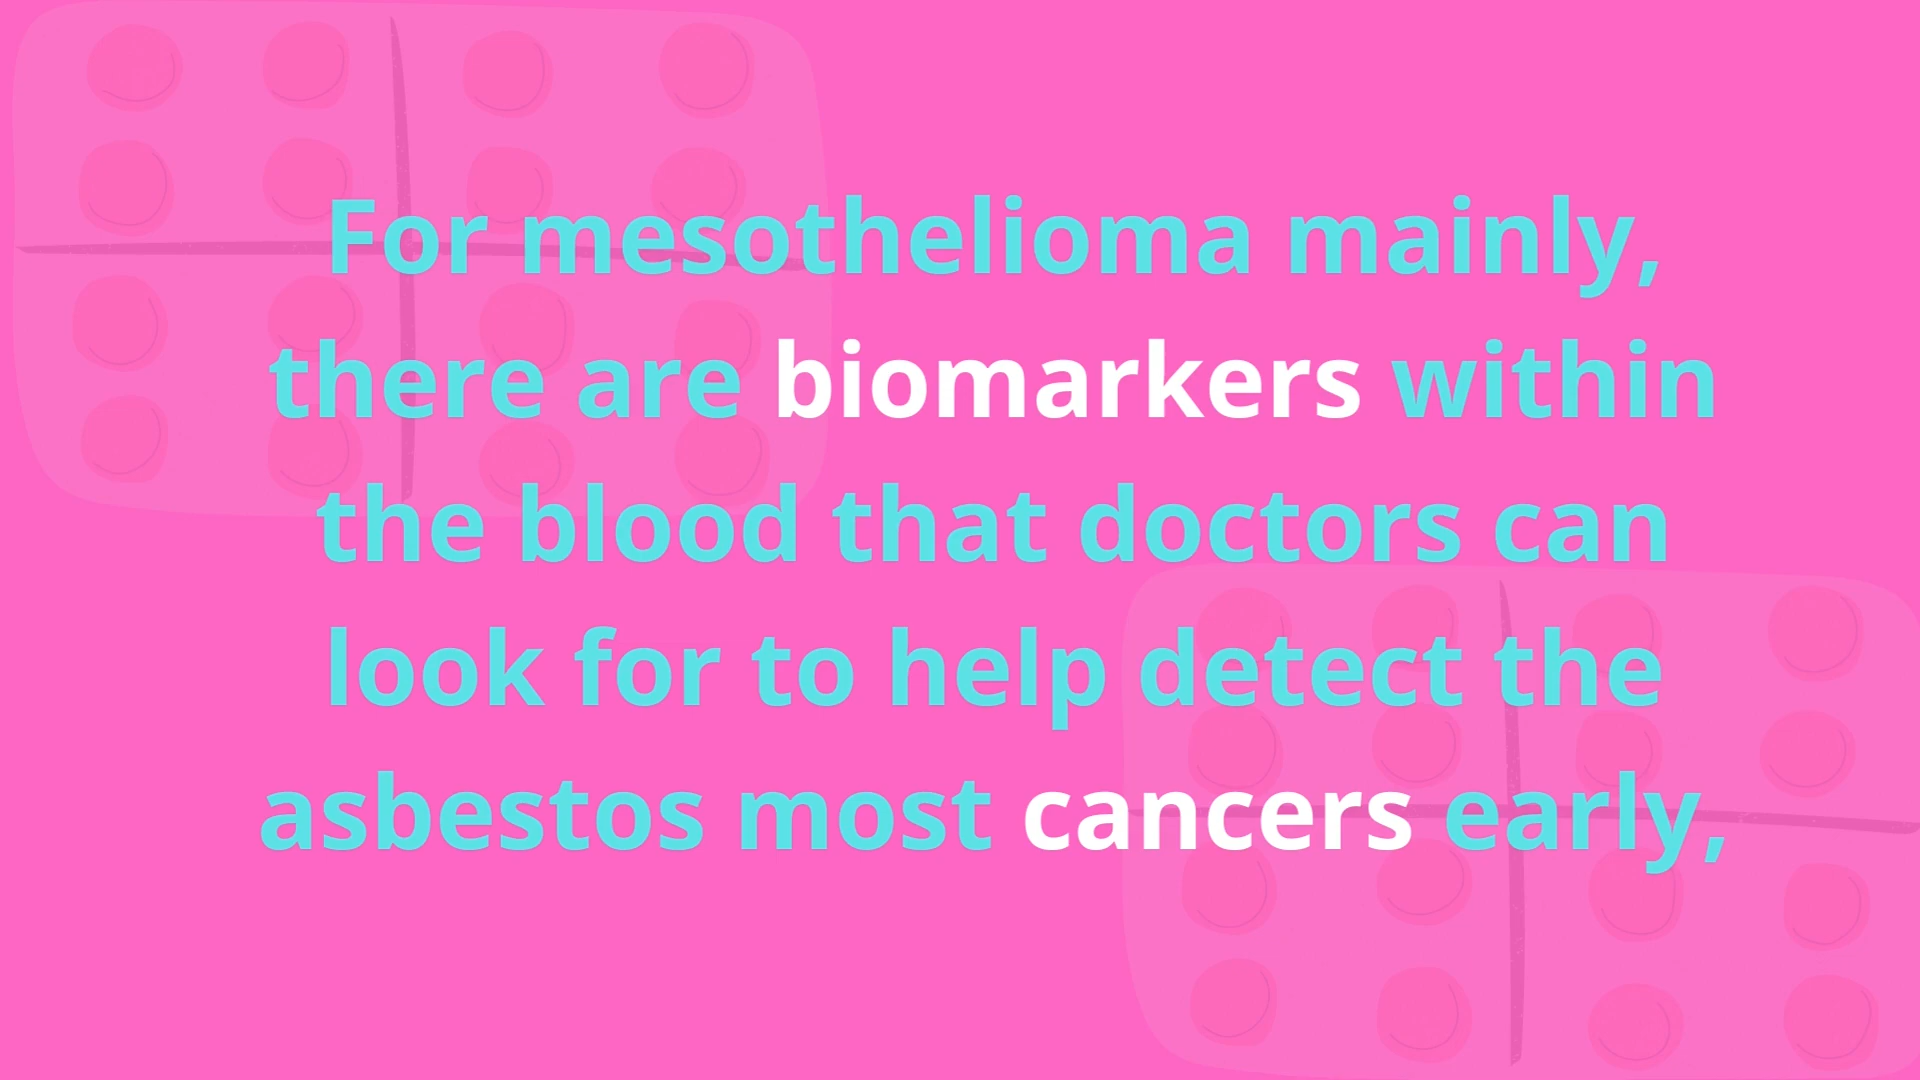 For mesothelioma mainly,
there are biomarkers within
the blood that doctors can
look for to help detect the
asbestos most cancers early,